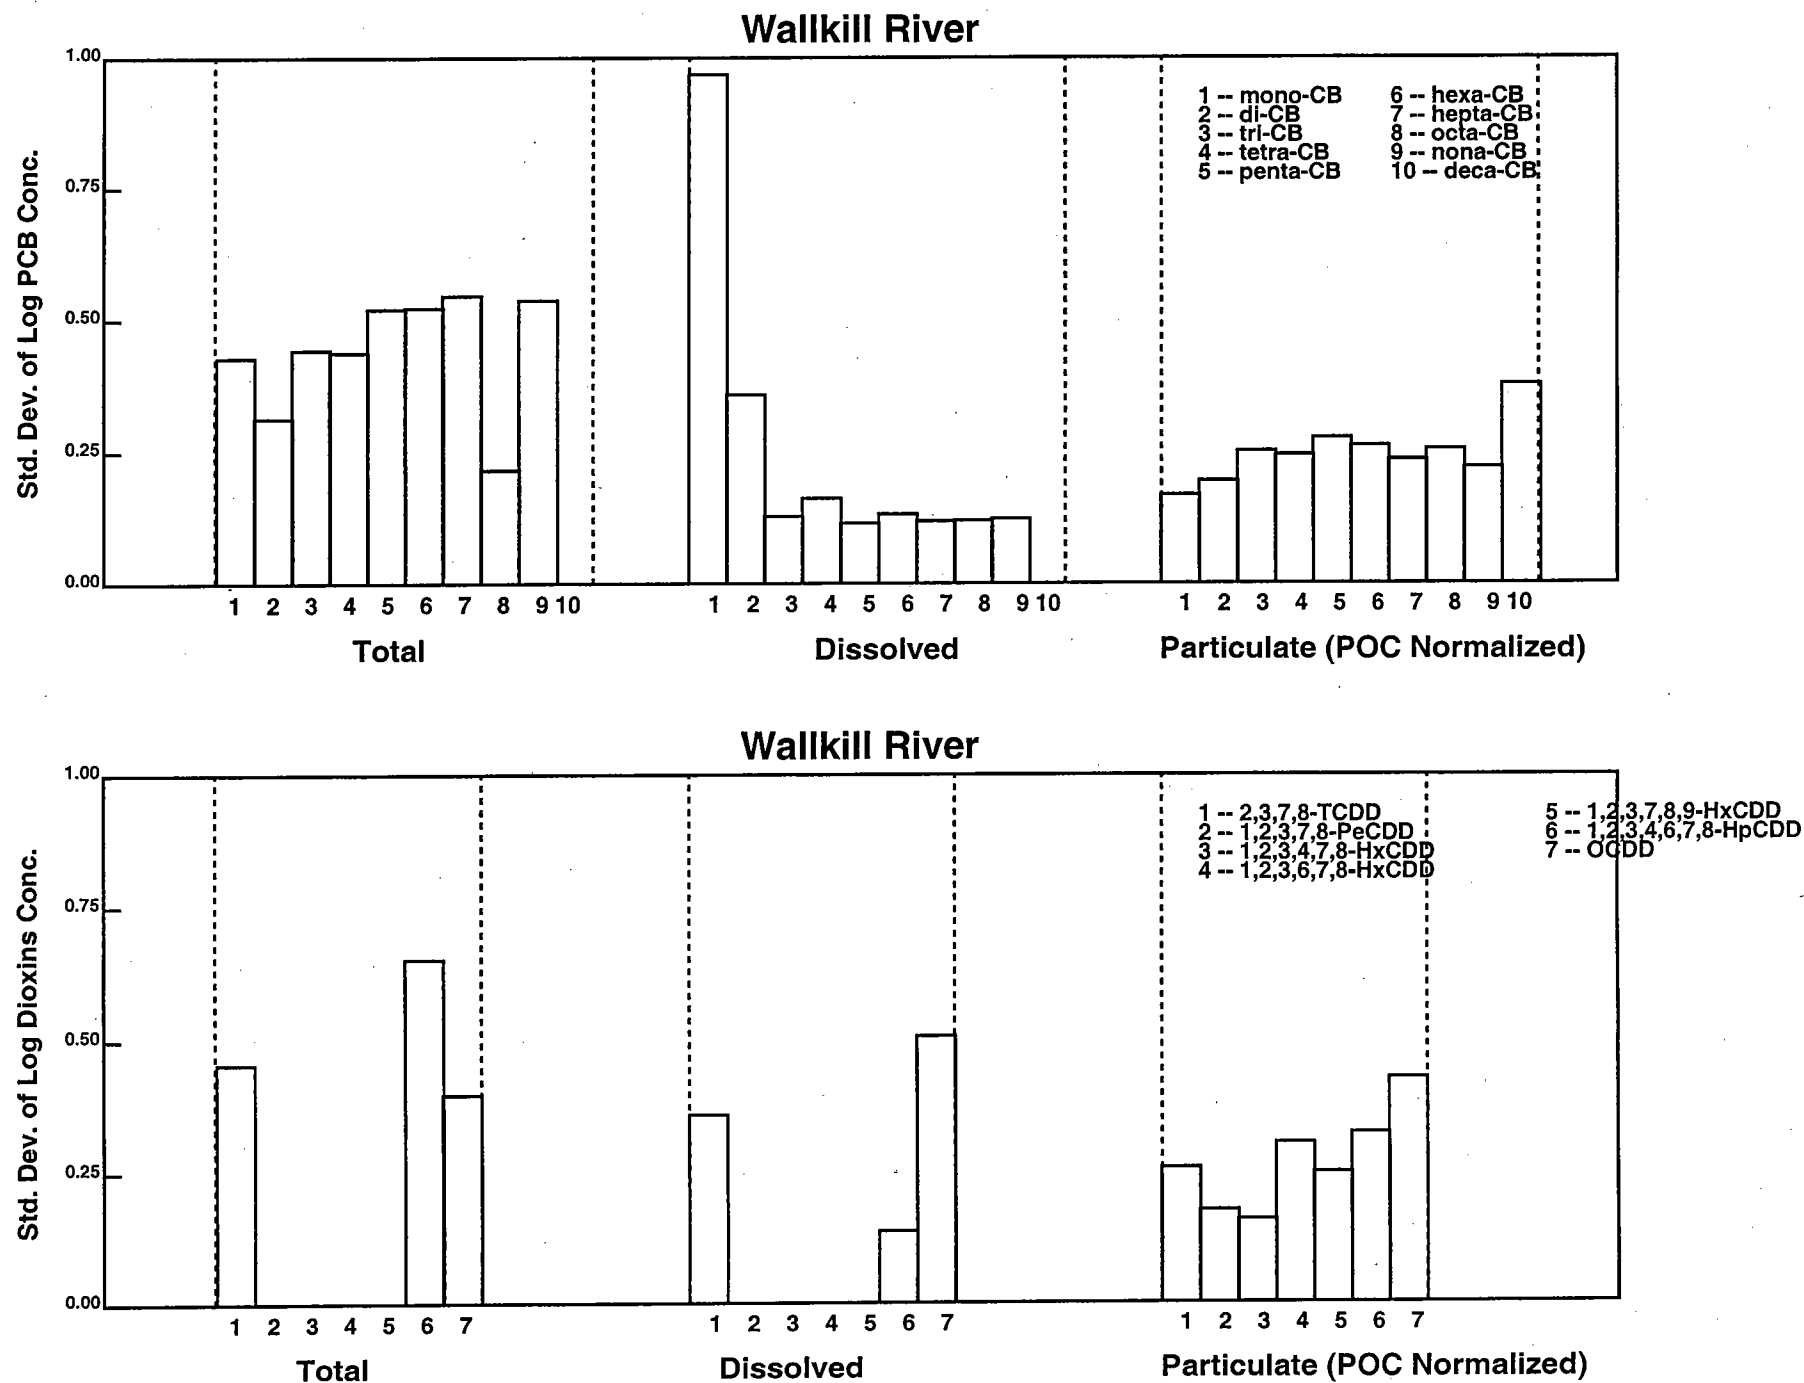 Wallkill River
Std. Dev. of Log PCB Conc.
1.00
0.75
0.50
0.25
0.00
1 -- mono-CB
2 -- di-CB
3 -- tri-CB
4 -- tetra-CB
5 -- penta-CB
6 -- hexa-CB
7 -- hepta-CB
8 -- octa-CB
9 -- nona-CB
10 -- deca-CB
1 2 3 4 5 6 7 8 9 10
1 2 3 4 5 6 7 8 9 10
1 2 3 4 5 6 7 8 9 10
Total
Dissolved
Particulate (POC Normalized)
Wallkill River
Std. Dev. of Log Dioxins Conc.
1.00
0.75
0.50
0.25
0.00
1 -- 2,3,7,8-TCDD
2 -- 1,2,3,7,8-PeCDD
3 -- 1,2,3,4,7,8-HxCDD
4 -- 1,2,3,6,7,8-HxCDD
5 -- 1,2,3,7,8,9-HxCDD
6 -- 1,2,3,4,6,7,8-HpCDD
7 -- OCDD
1 2 3 4 5 6 7
1 2 3 4 5 6 7
1 2 3 4 5 6 7
Total
Dissolved
Particulate (POC Normalized)